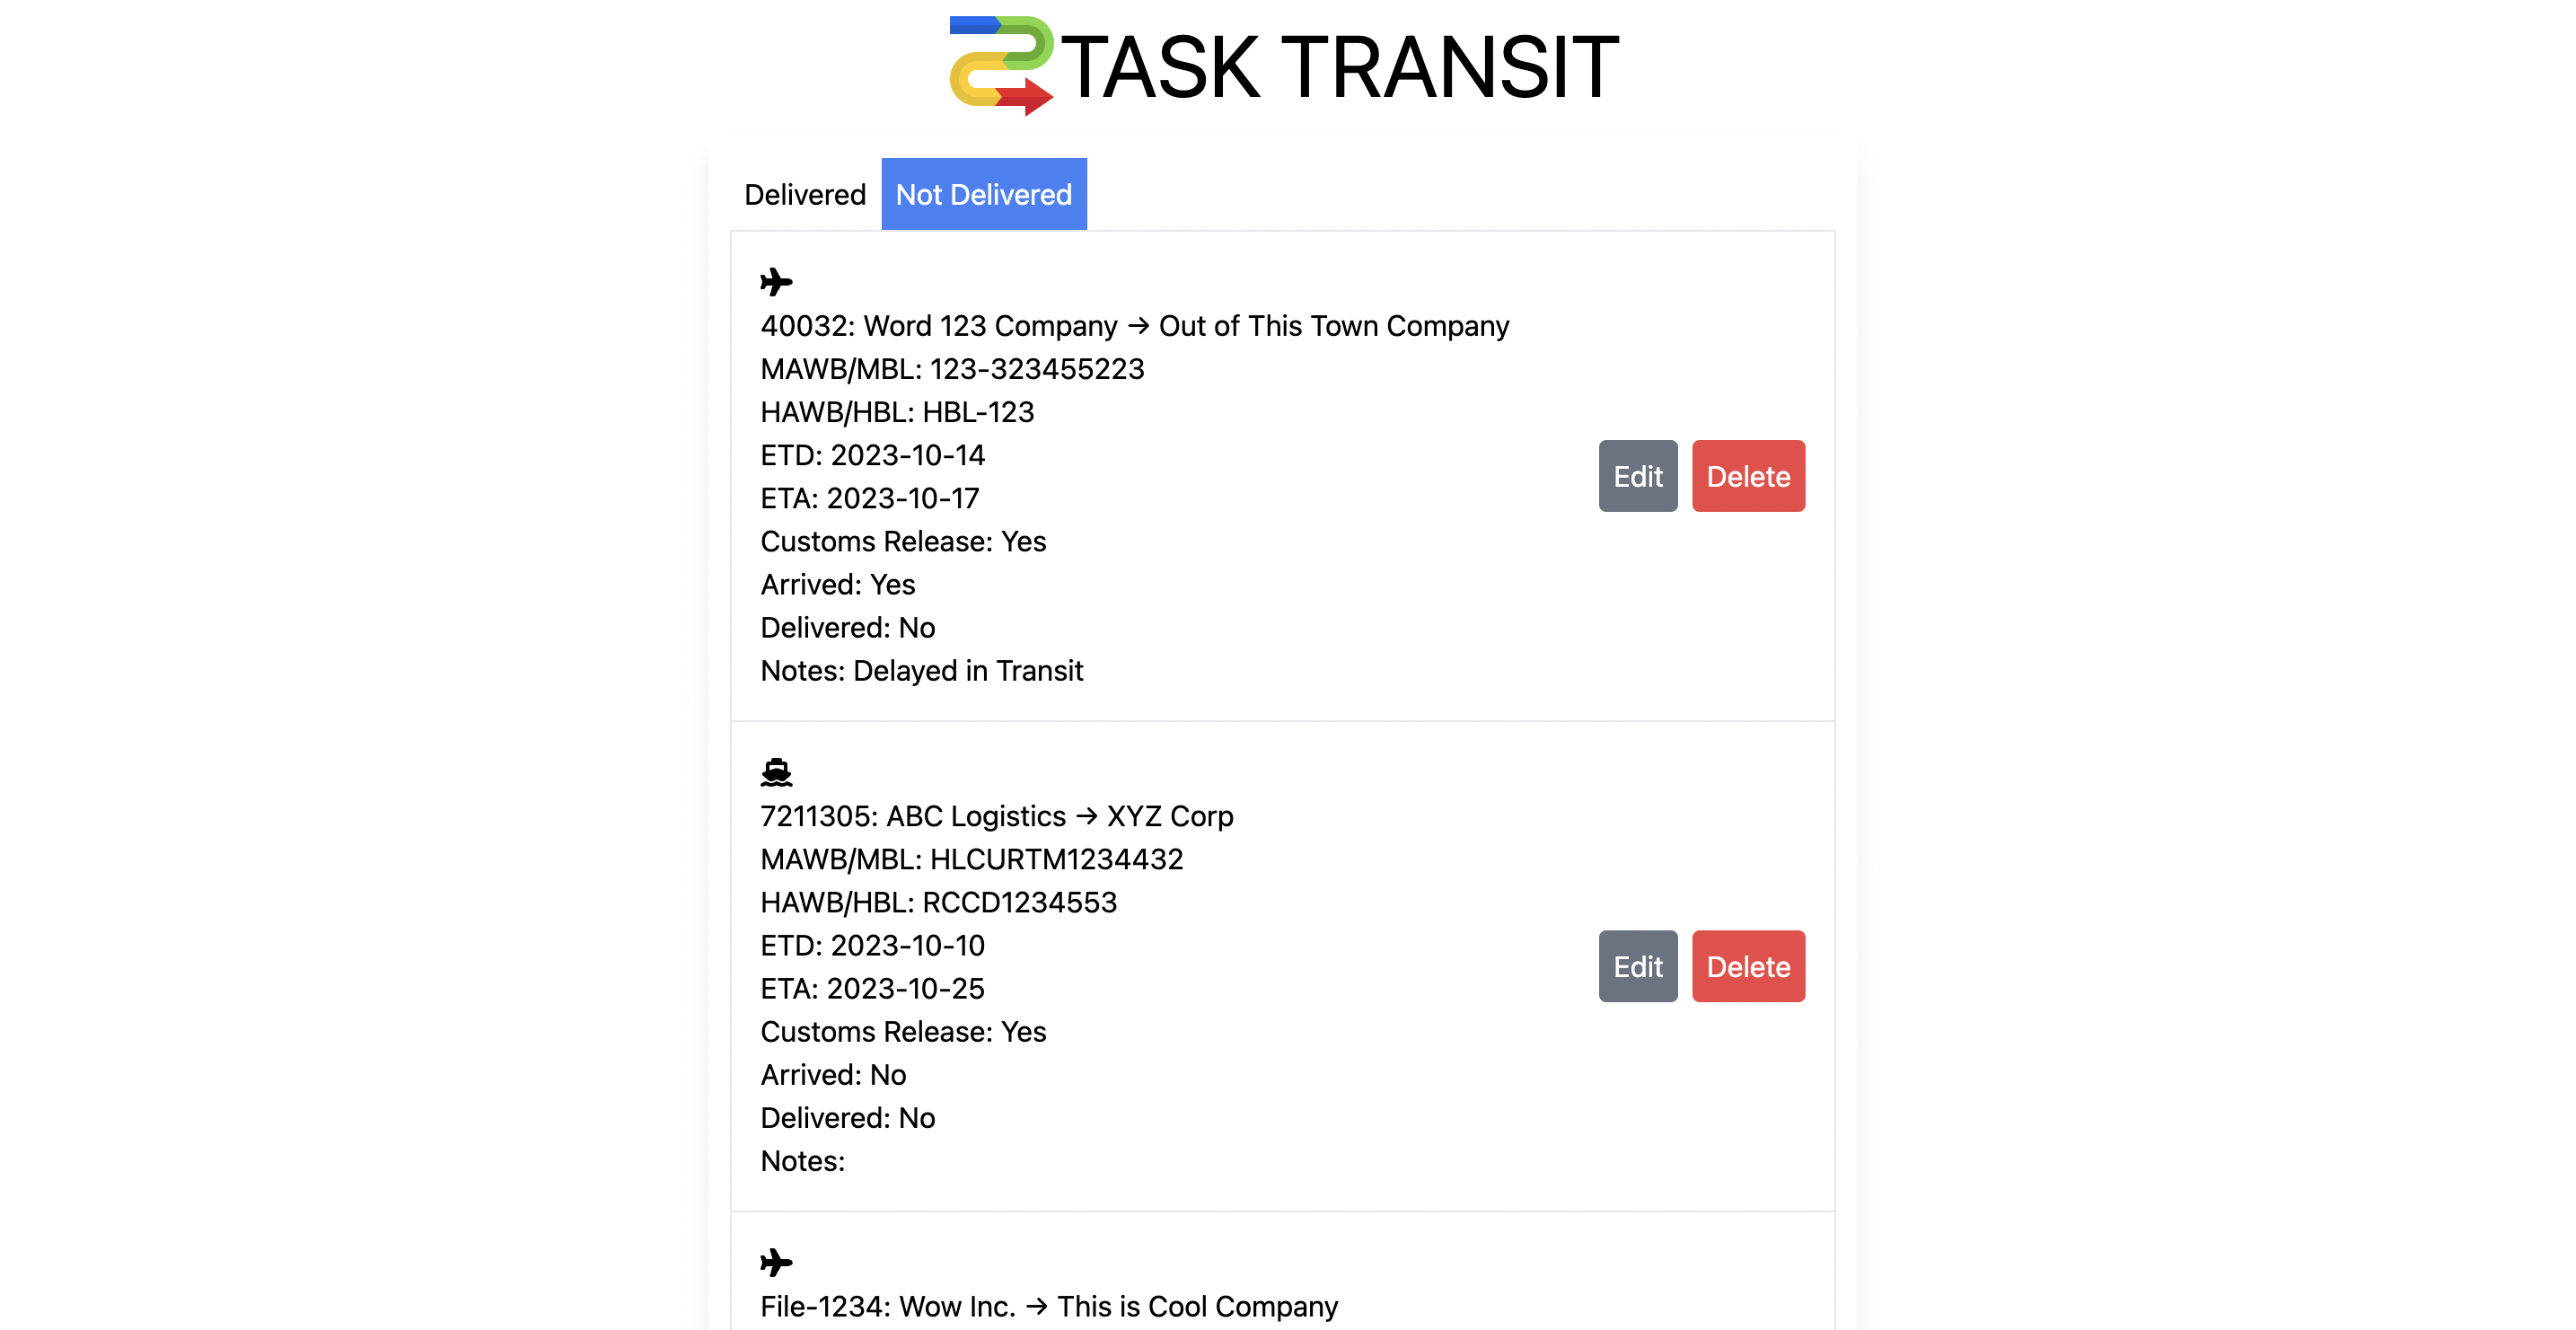 TASK TRANSIT
Delivered Not Delivered
40032: Word 123 Company → Out of This Town Company
MAWB/MBL: 123-323455223
HAWB/HBL: HBL-123
ETD: 2023-10-14
ETA: 2023-10-17
Edit Delete
Customs Release: Yes
Arrived: Yes
Delivered: No
Notes: Delayed in Transit
7211305: ABC Logistics → XYZ Corp
MAWB/MBL: HLCURTM1234432
HAWB/HBL: RCCD1234553
ETD: 2023-10-10
ETA: 2023-10-25
Edit Delete
Customs Release: Yes
Arrived: No
Delivered: No
Notes:
File-1234: Wow Inc. → This is Cool Company